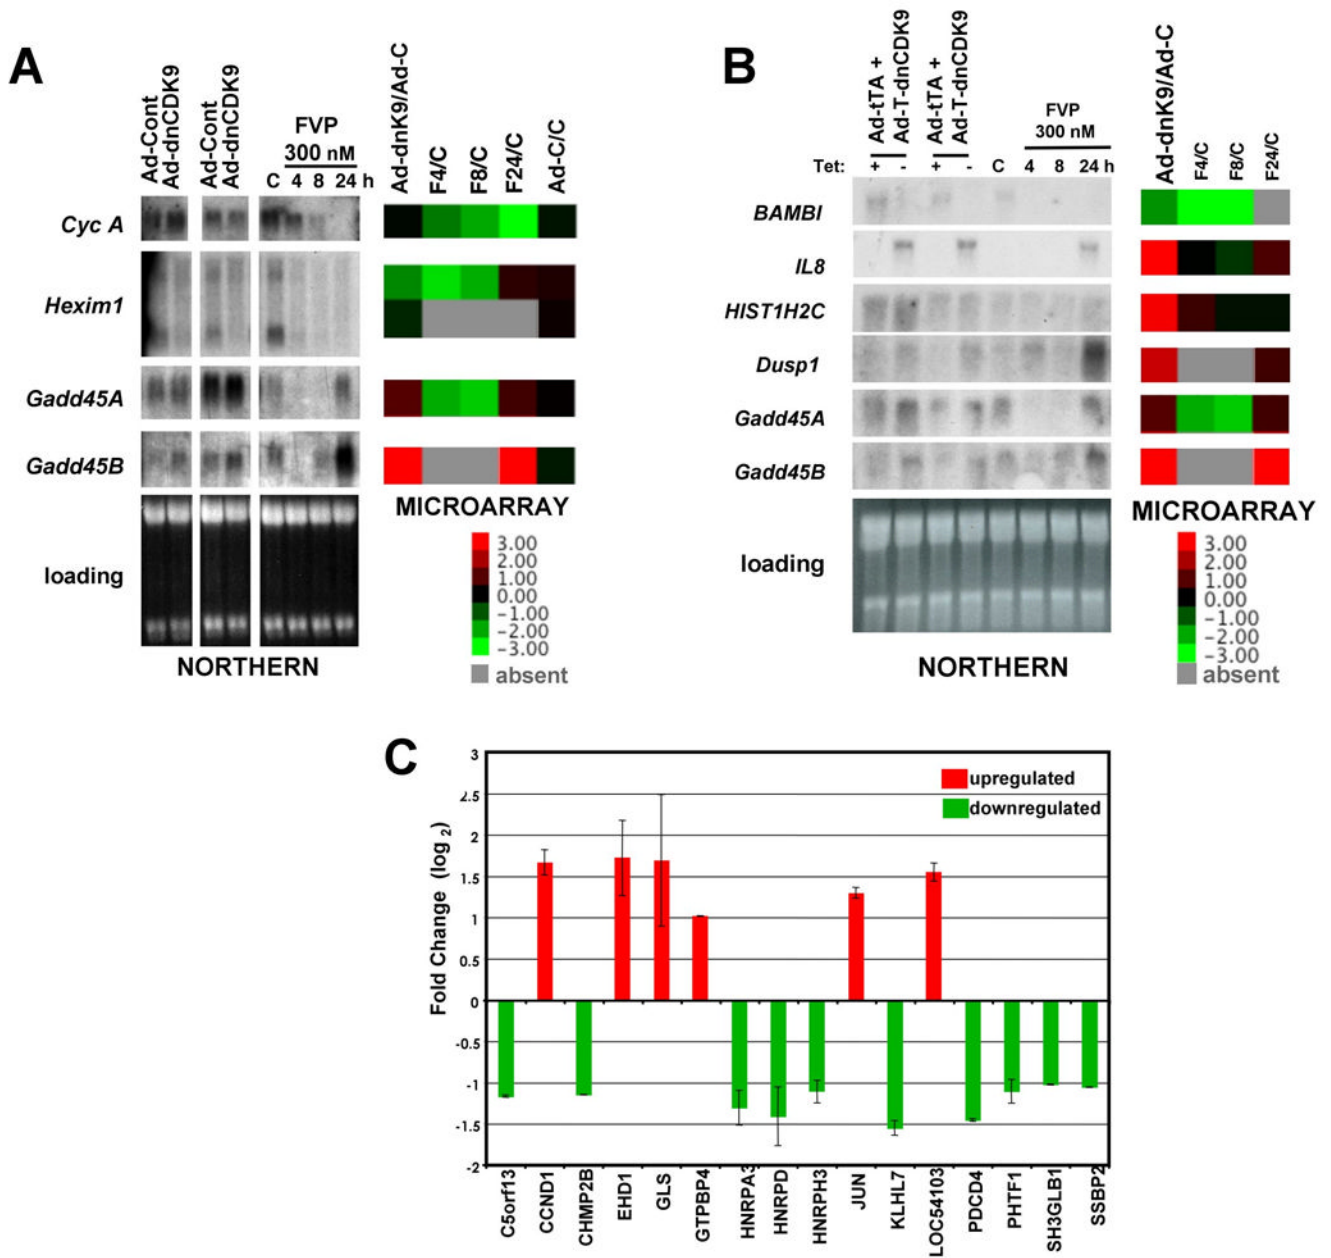 A
Ad-Cont
Ad-dnCDK9
Ad-Cont
Ad-dnCDK9
FVP
300 nM
C 4 8 24 h
Ad-dnK9/Ad-C
F4/C
F8/C
F24/C
Ad-C/C
Cyc A
Hexim1
Gadd45A
Gadd45B
loading
NORTHERN
MICROARRAY
3.00
2.00
1.00
0.00
-1.00
-2.00
-3.00
absent
B
Ad-tTA +
Ad-T-dnCDK9
Ad-tTA +
Ad-T-dnCDK9
FVP
300 nM
Tet: + - + - C 4 8 24 h
Ad-dnK9/Ad-C
F4/C
F8/C
F24/C
BAMBI
IL8
HIST1H2C
Dusp1
Gadd45A
Gadd45B
loading
NORTHERN
MICROARRAY
3.00
2.00
1.00
0.00
-1.00
-2.00
-3.00
absent
C
Fold Change (log 2)
3
2.5
2
1.5
1
0.5
0
-0.5
-1
-1.5
-2
upregulated
downregulated
C5orf13
CCND1
CHMP2B
EHD1
GLS
GTPBP4
HNRPA3
HNRPD
HNRPH3
JUN
KLHL7
LOC54103
PDCD4
PHTF1
SH3GLB1
SSBP2